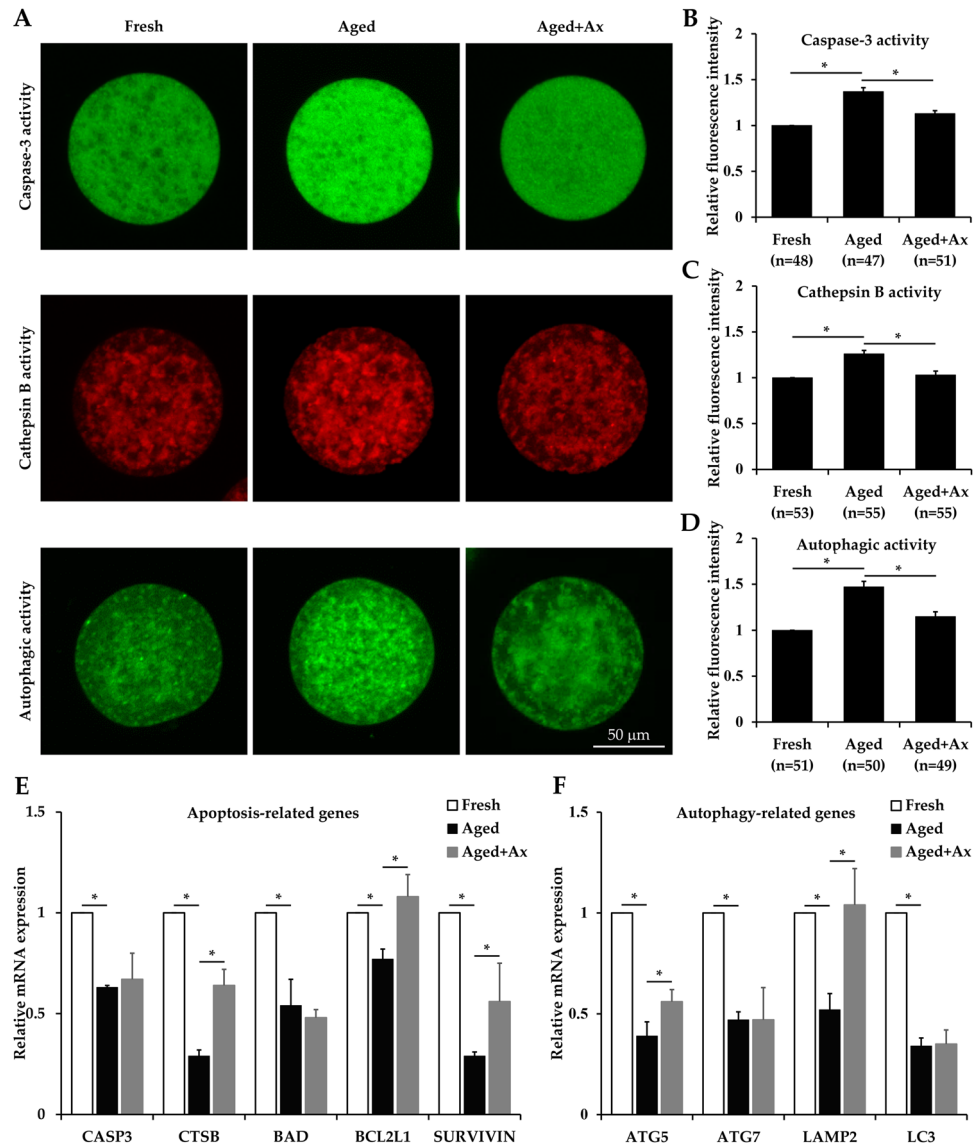 A
Fresh
Aged
Aged+Ax
Caspase-3 activity
Cathepsin B activity
Autophagic activity
50 µm
B
Caspase-3 activity
Relative fluorescence intensity
2
1.5
1
0.5
0
*
*
Fresh
Aged
Aged+Ax
(n=48)
(n=47)
(n=51)
C
Cathepsin B activity
Relative fluorescence intensity
2
1.5
1
0.5
0
*
*
Fresh
Aged
Aged+Ax
(n=53)
(n=55)
(n=55)
D
Autophagic activity
Relative fluorescence intensity
2
1.5
1
0.5
0
*
*
Fresh
Aged
Aged+Ax
(n=51)
(n=50)
(n=49)
E
Apoptosis-related genes
Fresh
Aged
Aged+Ax
Relative mRNA expression
1.5
1
0.5
0
*
*
*
*
*
*
*
*
CASP3
CTSB
BAD
BCL2L1
SURVIVIN
F
Autophagy-related genes
Fresh
Aged
Aged+Ax
Relative mRNA expression
1.5
1
0.5
0
*
*
*
*
*
*
ATG5
ATG7
LAMP2
LC3